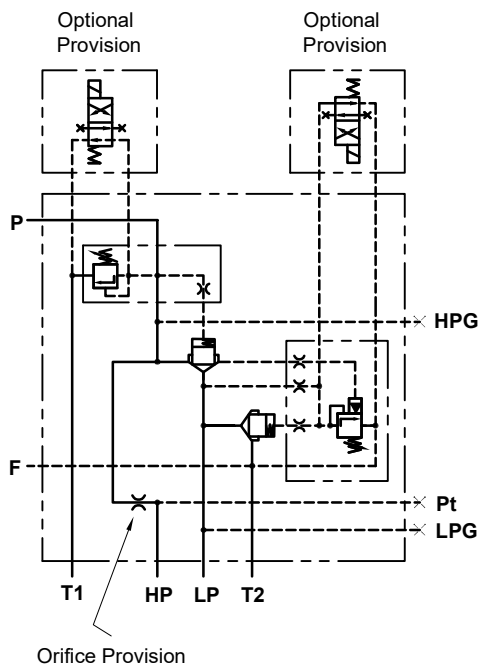 Optional
Provision
Optional
Provision
P
HPG
F
Pt
LPG
T1
HP
LP
T2
Orifice Provision